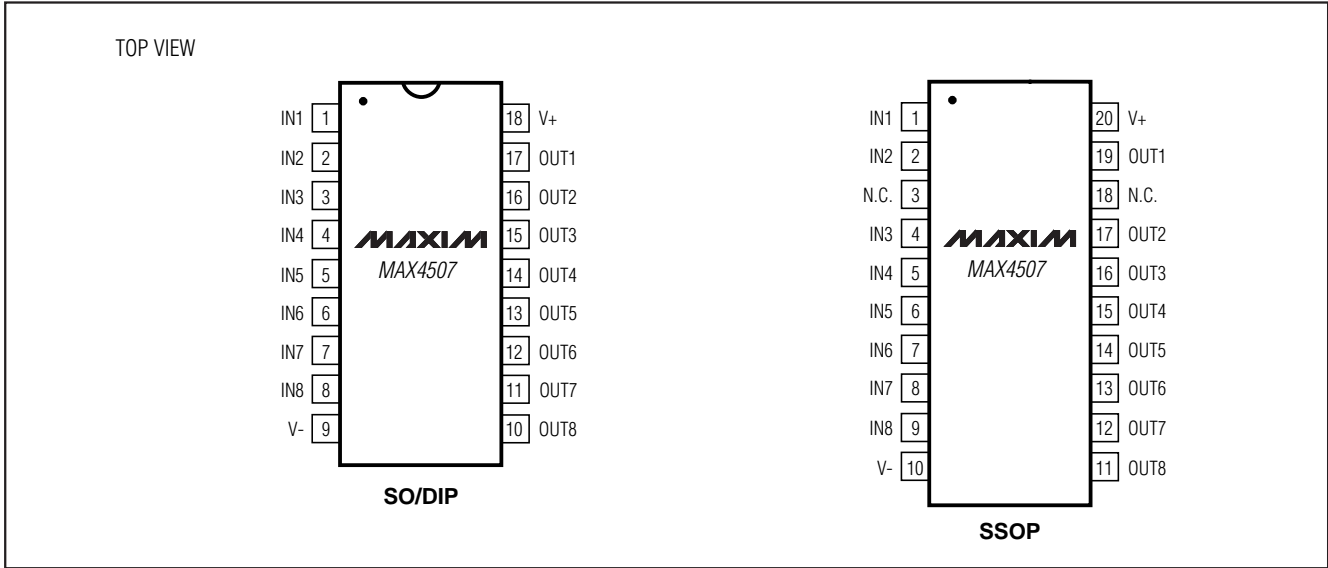 TOP VIEW
IN1 1 18 V+
IN2 2 17 OUT1
IN3 3 16 OUT2
IN4 4 15 OUT3
IN5 5 14 OUT4
IN6 6 13 OUT5
IN7 7 12 OUT6
IN8 8 11 OUT7
V- 9 10 OUT8
MAXIM
MAX4507
SO/DIP
IN1 1 20 V+
IN2 2 19 OUT1
N.C. 3 18 N.C.
IN3 4 17 OUT2
IN4 5 16 OUT3
IN5 6 15 OUT4
IN6 7 14 OUT5
IN7 8 13 OUT6
IN8 9 12 OUT7
V- 10 11 OUT8
MAXIM
MAX4507
SSOP